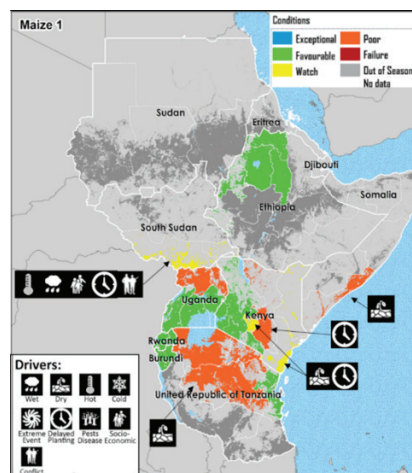 Maize 1
Conditions
Exceptional
Poor
Favourable
Failure
Watch
Out of Season
No data
Sudan
Eritrea
Djibouti
Somalia
Ethiopia
South Sudan
Uganda
Kenya
Rwanda
Burundi
United Republic of Tanzania
Drivers:
Wet
Dry
Hot
Cold
Extreme
Event
Delayed
Planting
Pests
Disease
Socio-
Economic
Conflict